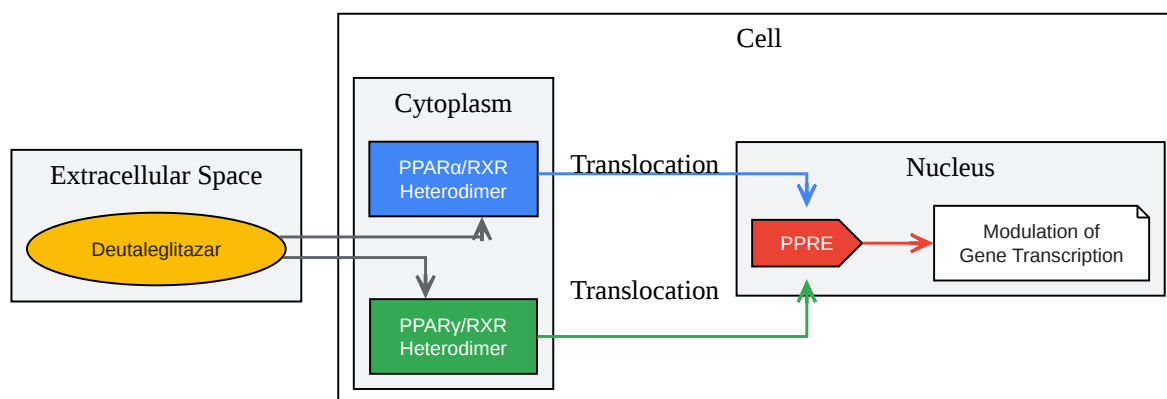 Cell
Cytoplasm
Extracellular Space
Deutaleglitazar
PPARα/RXR
Heterodimer
Translocation
PPARγ/RXR
Heterodimer
Translocation
Nucleus
PPRE
Modulation of
Gene Transcription